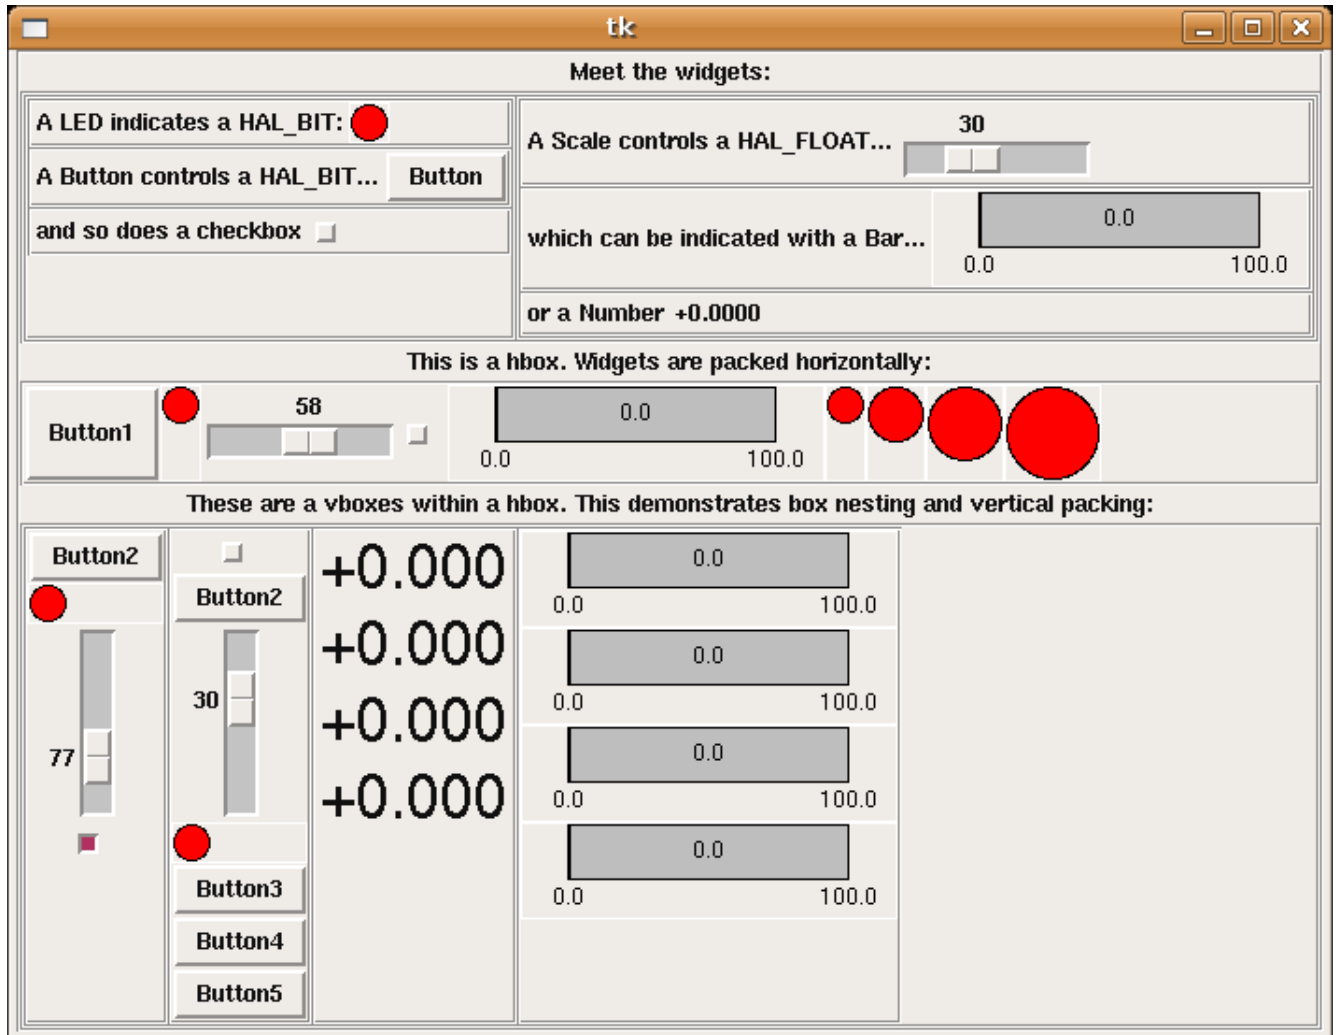 tk
Meet the widgets:
A LED indicates a HAL_BIT:
A Button controls a HAL_BIT... Button
and so does a checkbox
30
A Scale controls a HAL_FLOAT...
0.0
which can be indicated with a Bar...
0.0 100.0
or a Number +0.0000
This is a hbox. Widgets are packed horizontally:
Button1
58
0.0
0.0 100.0
These are a vboxes within a hbox. This demonstrates box nesting and vertical packing:
Button2
77
Button2
30
Button3
Button4
Button5
+0.000
+0.000
+0.000
+0.000
0.0
0.0 100.0
0.0
0.0 100.0
0.0
0.0 100.0
0.0
0.0 100.0